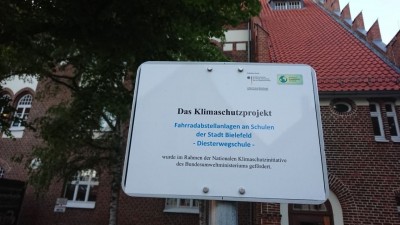 Das Klimaschutzprojekt
Fahrradabstellanlagen an Schulen
der Stadt Bielefeld
- Diesterwegschule -
wurde im Rahmen der Nationalen Klimaschutzinitiative
des Bundesumweltministeriums gefördert.